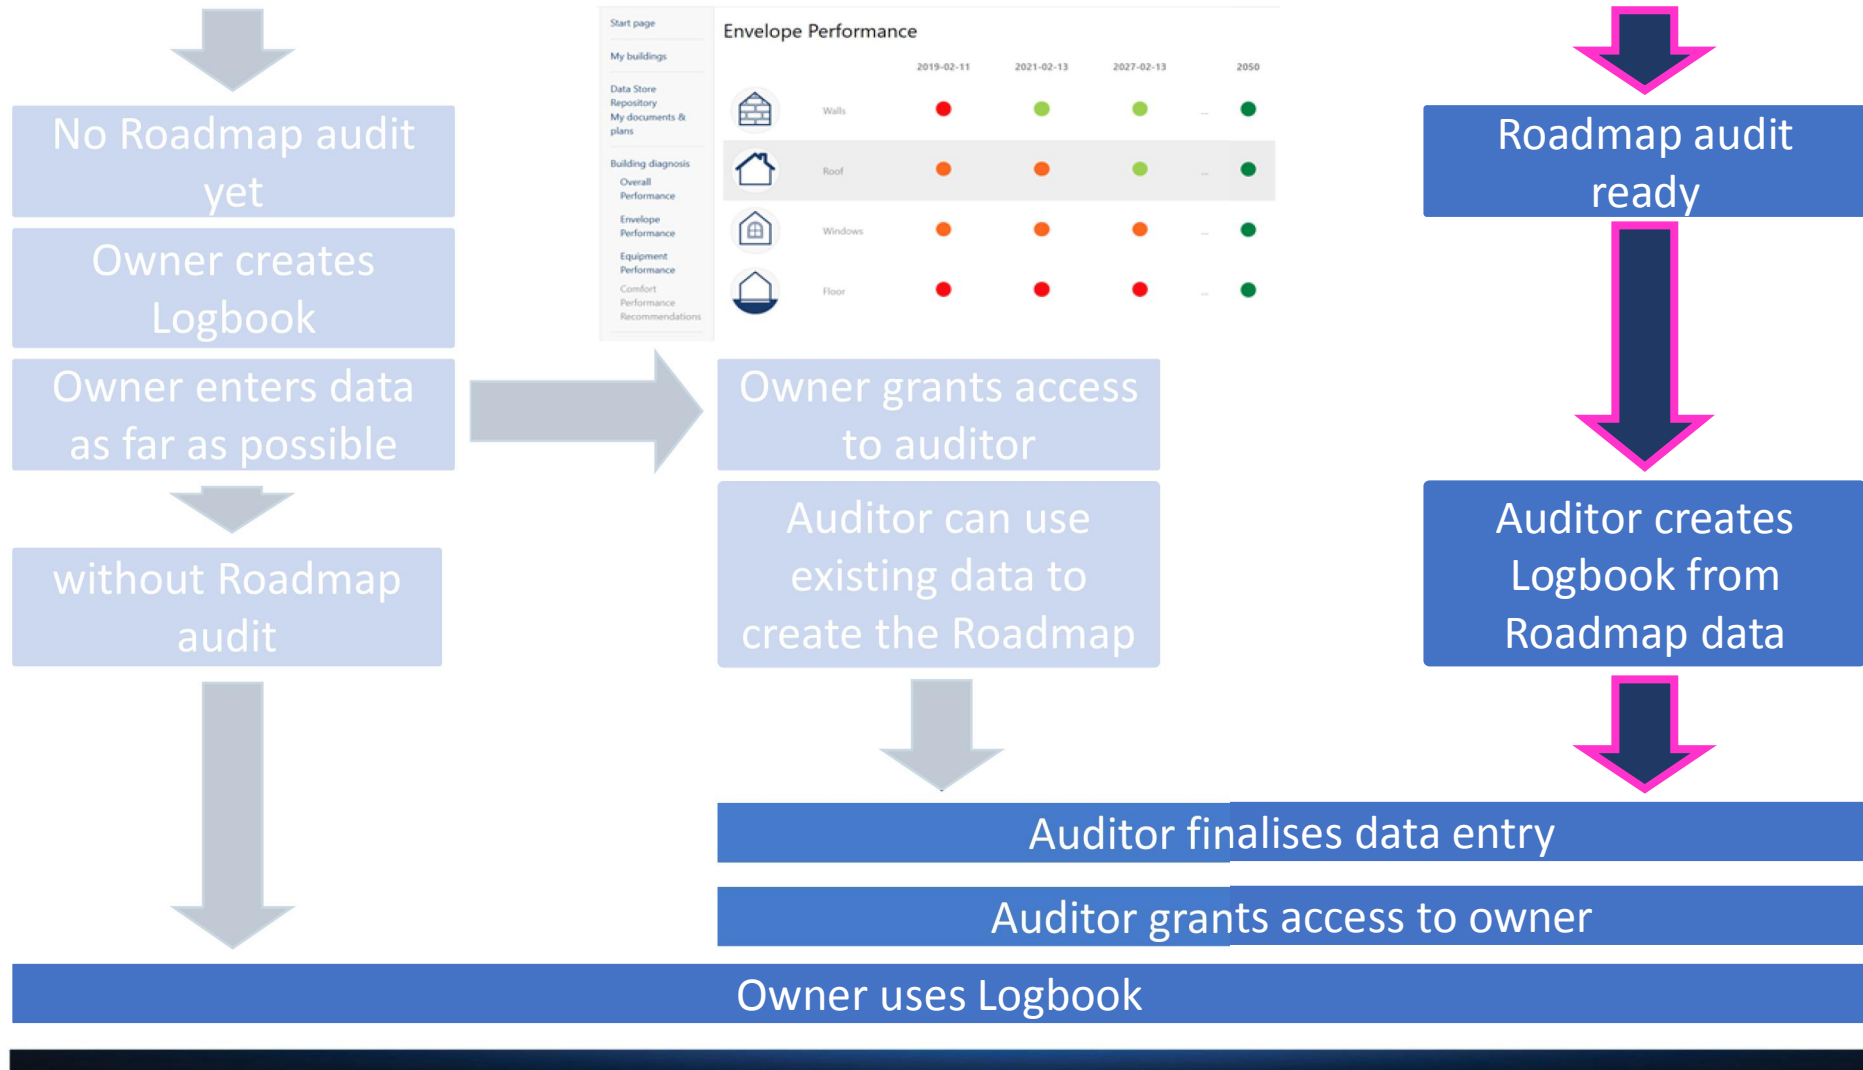 Start page
My buildings
Data Store
Repository
My documents &
plans
Building diagnosis
Overall
Performance
Envelope
Performance
Equipment
Performance
Comfort
Performance
Recommendations
Envelope Performance
2019-02-11 2021-02-13 2027-02-13 2050
Walls ...
Roof ...
Windows ...
Floor ...
No Roadmap audit
yet
Owner creates
Logbook
Owner enters data
as far as possible
without Roadmap
audit
Owner grants access
to auditor
Auditor can use
existing data to
create the Roadmap
Roadmap audit
ready
Auditor creates
Logbook from
Roadmap data
Auditor finalises data entry
Auditor grants access to owner
Owner uses Logbook